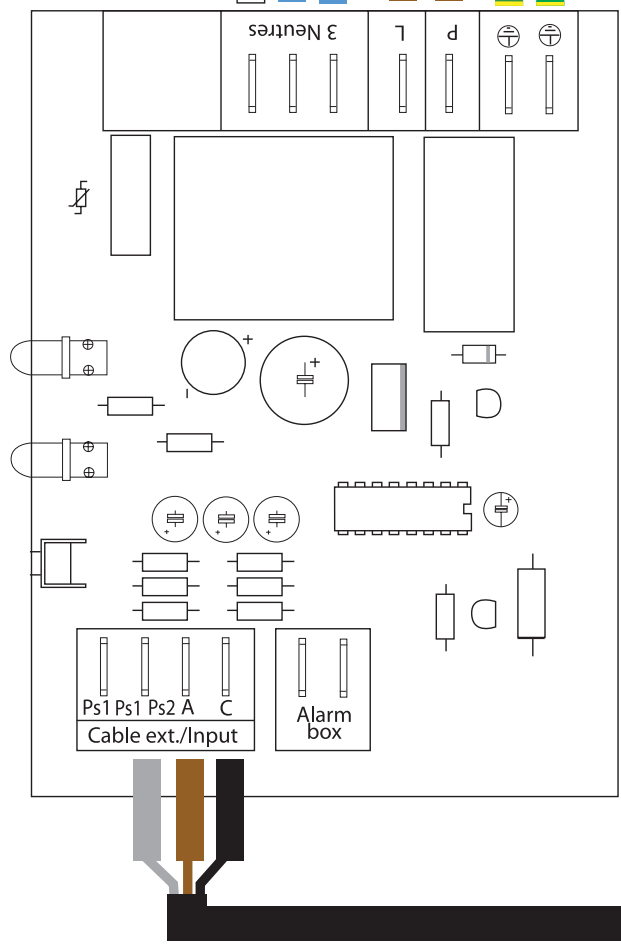 3 Neutres L P
Ps1 Ps1 Ps2 A C
Cable ext./Input
Alarm
box